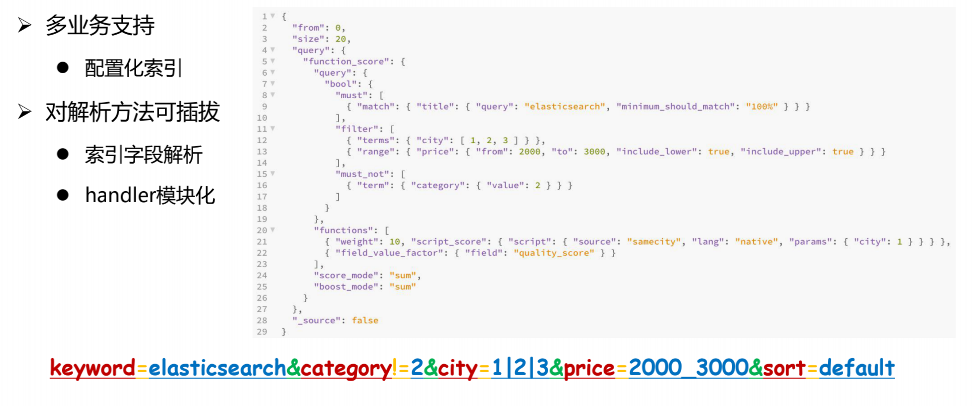 ➢ 多业务支持
● 配置化索引
➢ 对解析方法可插拔
● 索引字段解析
● handler模块化
1 {
2 "from": 0,
3 "size": 20,
4 "query": {
5 "function_score": {
6 "query": {
7 "bool": {
8 "must": [
9 { "match": { "title": { "query": "elasticsearch", "minimum_should_match": "100%" } } }
10 ],
11 "filter": [
12 { "terms": { "city": [ 1, 2, 3 ] } },
13 { "range": { "price": { "from": 2000, "to": 3000, "include_lower": true, "include_upper": true } } }
14 ],
15 "must_not": [
16 { "term": { "category": { "value": 2 } } }
17 ]
18 }
19 },
20 "functions": [
21 { "weight": 10, "script_score": { "script": { "source": "samecity", "lang": "native", "params": { "city": 1 } } } },
22 { "field_value_factor": { "field": "quality_score" } }
23 ],
24 "score_mode": "sum",
25 "boost_mode": "sum"
26 }
27 },
28 "_source": false
29 }
keyword=elasticsearch&category!=2&city=1|2|3&price=2000_3000&sort=default